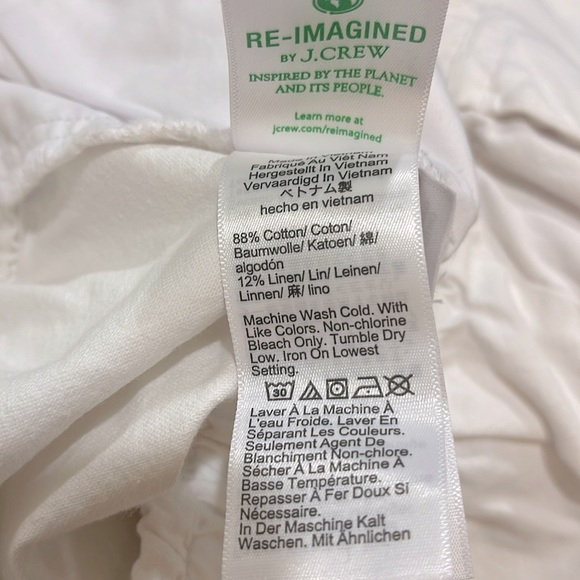 RE-IMAGINED
BY J.CREW
INSPIRED BY THE PLANET
AND ITS PEOPLE.
Learn more at
jcrew.com/reimagined
Fabriqué Au Viêt Nam
Hergestellt In Vietnam
Vervaardigd In Vietnam
ベトナム製
hecho en vietnam
88% Cotton/ Coton/
Baumwolle/ Katoen/ 綿/
algodón
12% Linen/ Lin/ Leinen/
Linnen/ 麻/ lino
Machine Wash Cold. With
Like Colors. Non-chlorine
Bleach Only. Tumble Dry
Low. Iron On Lowest
Setting.
30
Laver À La Machine À
L'eau Froide. Laver En
Séparant Les Couleurs.
Seulement Agent De
Blanchiment Non-chlore.
Sécher À La Machine À
Basse Température.
Repasser À Fer Doux Si
Nécessaire.
In Der Maschine Kalt
Waschen. Mit Ähnlichen